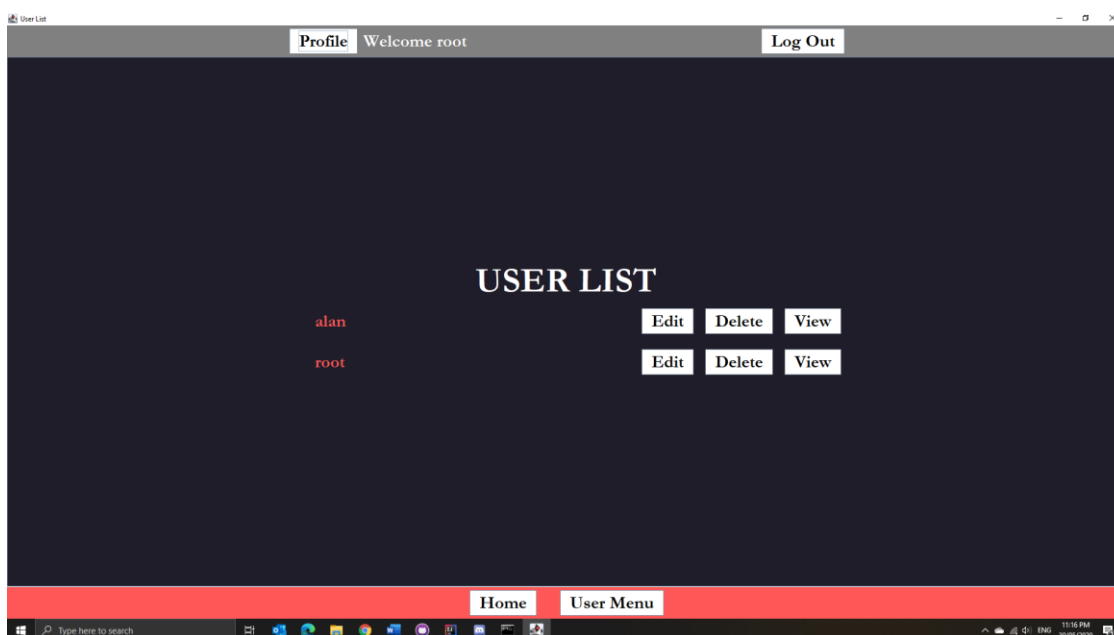 User List
Profile Welcome root Log Out
USER LIST
alan Edit Delete View
root Edit Delete View
Home User Menu
Type here to search ENG 11:16 PM